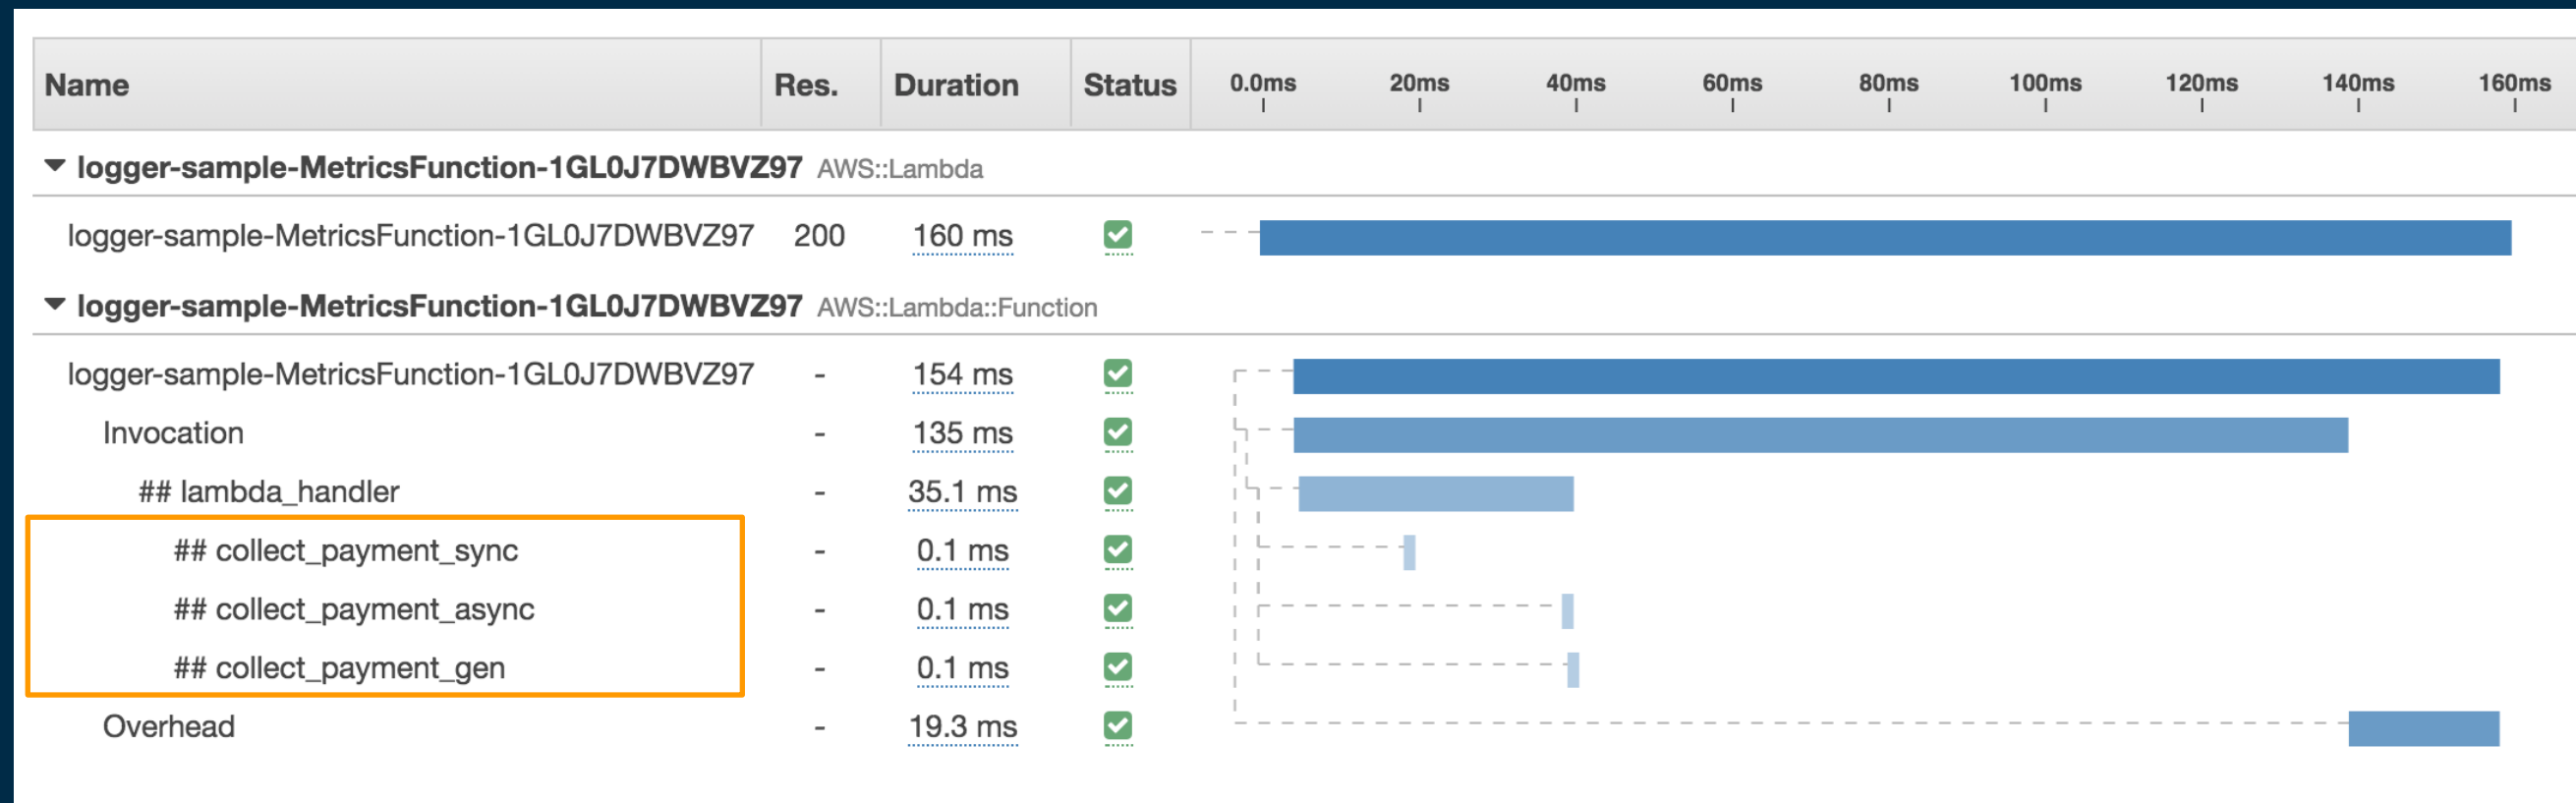 Name Res. Duration Status 0.0ms 20ms 40ms 60ms 80ms 100ms 120ms 140ms 160ms
logger-sample-MetricsFunction-1GL0J7DWBVZ97 AWS::Lambda
logger-sample-MetricsFunction-1GL0J7DWBVZ97 200 160 ms
logger-sample-MetricsFunction-1GL0J7DWBVZ97 AWS::Lambda::Function
logger-sample-MetricsFunction-1GL0J7DWBVZ97 - 154 ms
Invocation - 135 ms
## lambda_handler - 35.1 ms
## collect_payment_sync - 0.1 ms
## collect_payment_async - 0.1 ms
## collect_payment_gen - 0.1 ms
Overhead - 19.3 ms